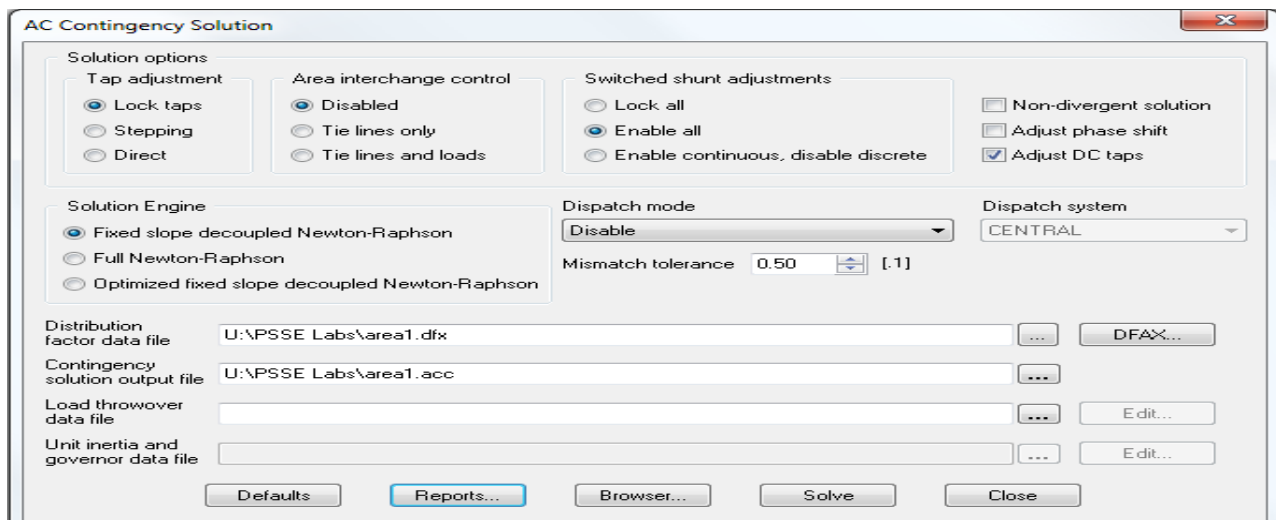 AC Contingency Solution
Solution options
Tap adjustment
Lock taps
Stepping
Direct
Area interchange control
Disabled
Tie lines only
Tie lines and loads
Switched shunt adjustments
Lock all
Enable all
Enable continuous, disable discrete
Non-divergent solution
Adjust phase shift
Adjust DC taps
Solution Engine
Fixed slope decoupled Newton-Raphson
Full Newton-Raphson
Optimized fixed slope decoupled Newton-Raphson
Dispatch mode
Disable
Dispatch system
CENTRAL
Mismatch tolerance 0.50 [.1]
Distribution
factor data file
U:\PSSE Labs\area1.dfx
...
DFAX...
Contingency
solution output file
U:\PSSE Labs\area1.acc
...
Load throwover
data file
...
Edit...
Unit inertia and
governor data file
...
Edit...
Defaults
Reports...
Browser...
Solve
Close